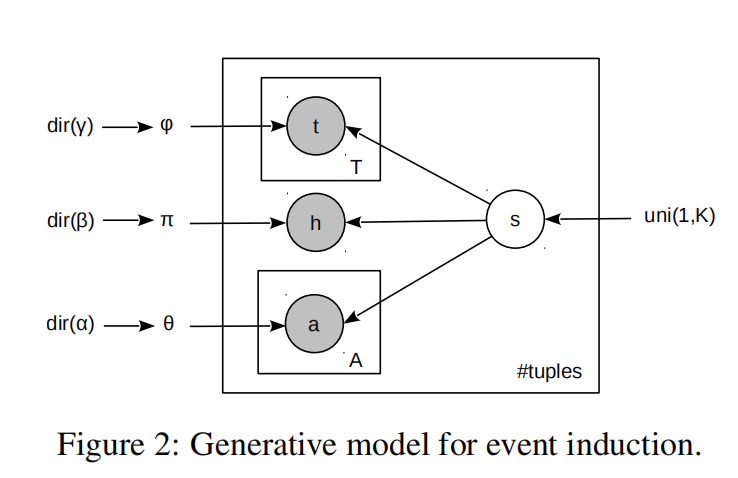 dir(γ) φ t
T
dir(β) π h s uni(1,K)
dir(α) θ a
A
#tuples
Figure 2: Generative model for event induction.